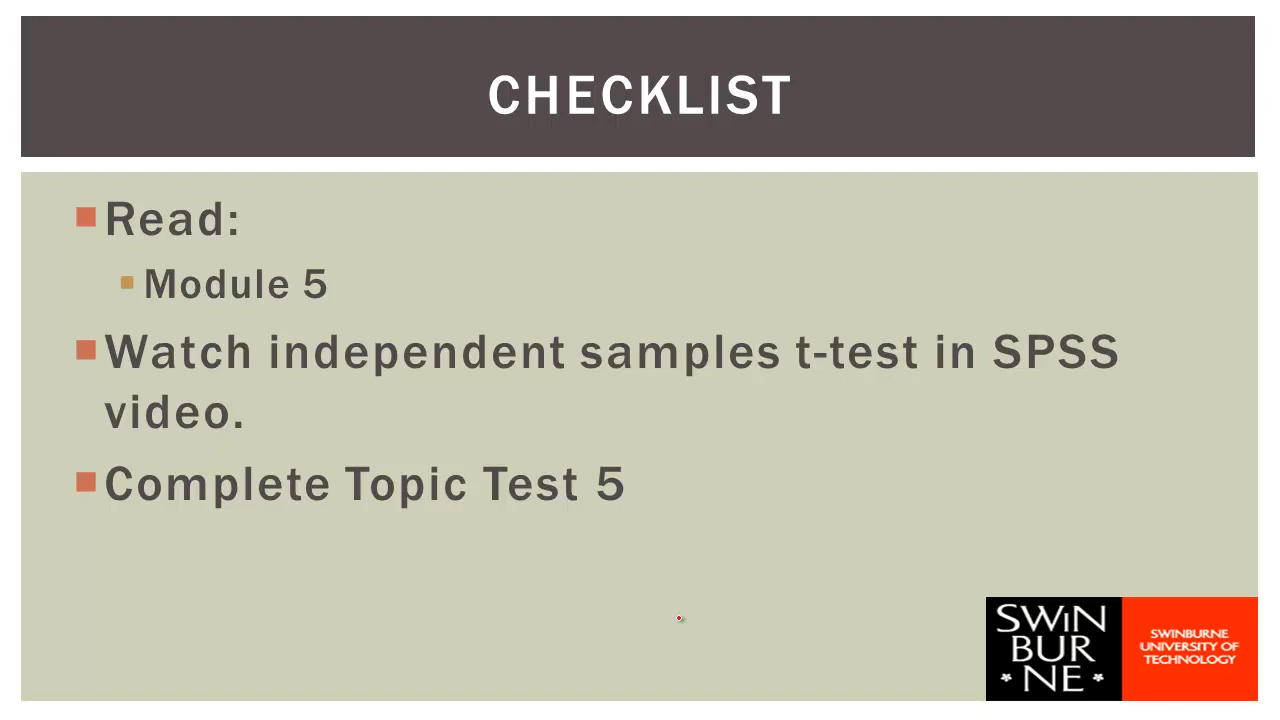 CHECKLIST
Read:
Module 5
Watch independent samples t-test in SPSS
video.
Complete Topic Test 5
SWiN
BUR
NE
SWINBURNE
UNIVERSITY OF
TECHNOLOGY